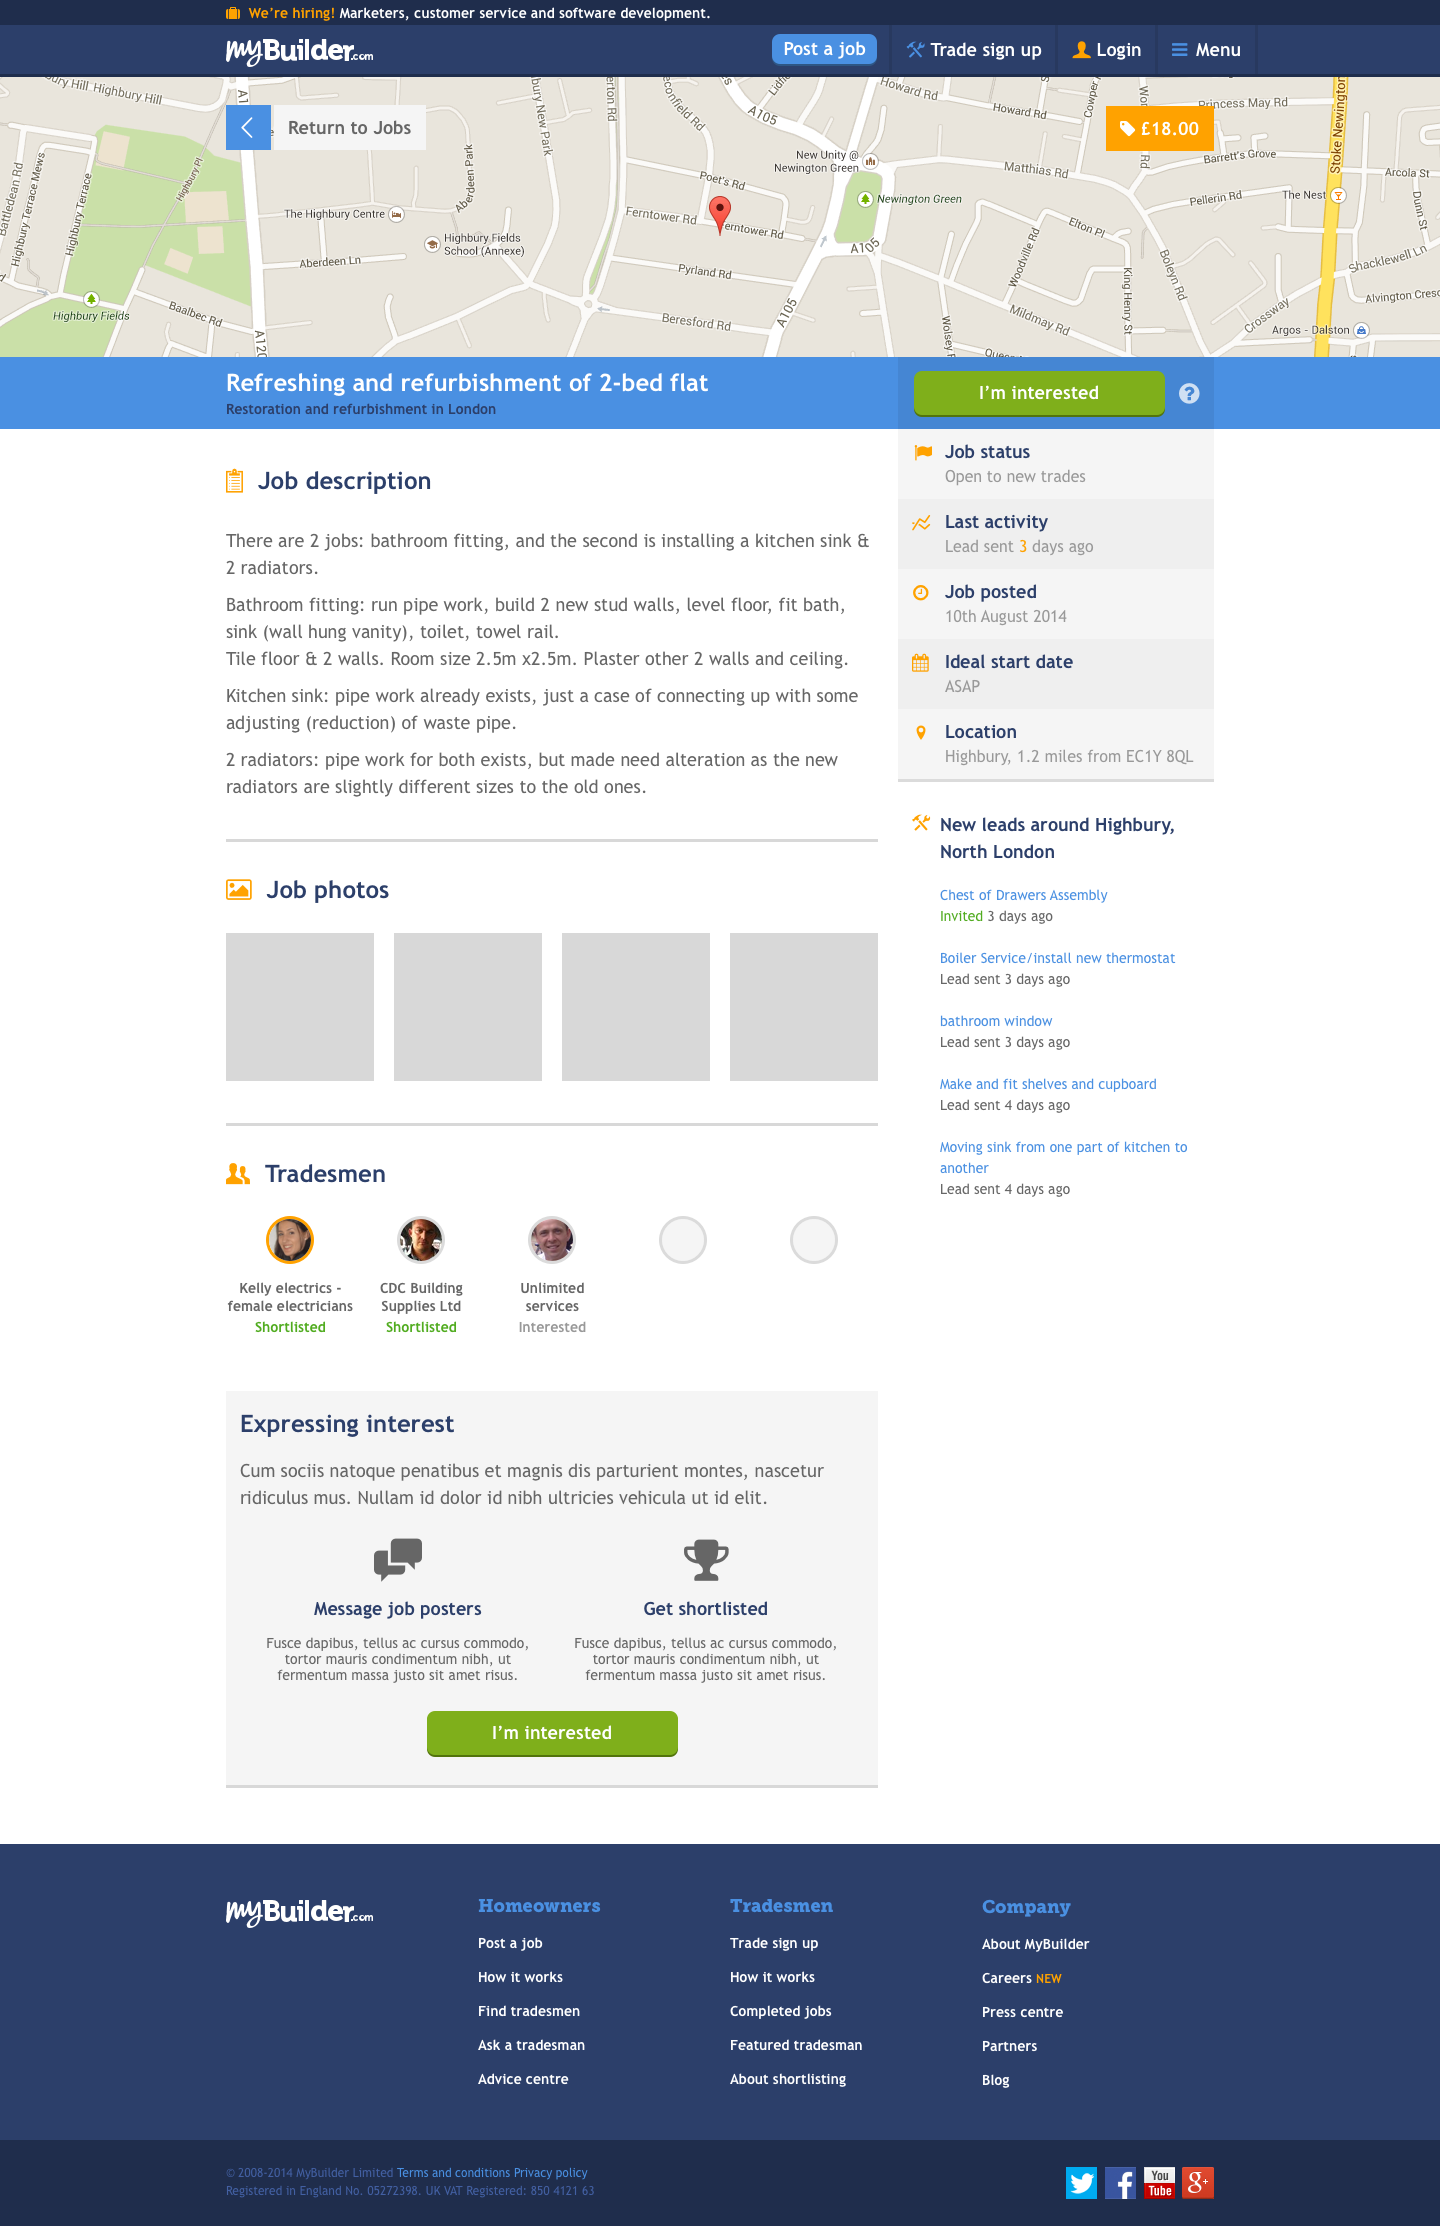 We're hiring! Marketers, customer service and software development.
myBuilder.com
Post a job
Trade sign up
Login
Menu
Highbury Hill
Highbury Hill
Return to Jobs
£18.00
Highbury Terrace Mews
Highbury Terrace
Highbury Pl
The Highbury Centre
Aberdeen Park
Highbury Fields
School (Annexe)
Aberdeen Ln
Baalbec Rd
Highbury Fields
bury New Park
erton Rd
econfield Rd
Poet's Rd
Ferntower Rd
Ferntower Rd
Pyrland Rd
Beresford Rd
A105
A105
A105
New Unity @
Newington Green
Newington Green
Howard Rd
Howard Rd
Matthias Rd
Princess May Rd
Barrett's Grove
Arcola St
Pellerin Rd
The Nest
Stoke Newington
Dunn St
Elton Pl
Woodville Rd
Boleyn Rd
King Henry St
Mildmay Rd
Crossway
Shacklewell Ln
Alvington Cresc
Argos - Dalston
Refreshing and refurbishment of 2-bed flat
Restoration and refurbishment in London
I'm interested
?
Job description
There are 2 jobs: bathroom fitting, and the second is installing a kitchen sink &
2 radiators.
Bathroom fitting: run pipe work, build 2 new stud walls, level floor, fit bath,
sink (wall hung vanity), toilet, towel rail.
Tile floor & 2 walls. Room size 2.5m x2.5m. Plaster other 2 walls and ceiling.
Kitchen sink: pipe work already exists, just a case of connecting up with some
adjusting (reduction) of waste pipe.
2 radiators: pipe work for both exists, but made need alteration as the new
radiators are slightly different sizes to the old ones.
Job status
Open to new trades
Last activity
Lead sent 3 days ago
Job posted
10th August 2014
Ideal start date
ASAP
Location
Highbury, 1.2 miles from EC1Y 8QL
New leads around Highbury,
North London
Chest of Drawers Assembly
Invited 3 days ago
Boiler Service/install new thermostat
Lead sent 3 days ago
bathroom window
Lead sent 3 days ago
Make and fit shelves and cupboard
Lead sent 4 days ago
Moving sink from one part of kitchen to
another
Lead sent 4 days ago
Job photos
Tradesmen
Kelly electrics -
female electricians
Shortlisted
CDC Building
Supplies Ltd
Shortlisted
Unlimited
services
Interested
Expressing interest
Cum sociis natoque penatibus et magnis dis parturient montes, nascetur
ridiculus mus. Nullam id dolor id nibh ultricies vehicula ut id elit.
Message job posters
Fusce dapibus, tellus ac cursus commodo,
tortor mauris condimentum nibh, ut
fermentum massa justo sit amet risus.
Get shortlisted
Fusce dapibus, tellus ac cursus commodo,
tortor mauris condimentum nibh, ut
fermentum massa justo sit amet risus.
I'm interested
myBuilder.com
Homeowners
Post a job
How it works
Find tradesmen
Ask a tradesman
Advice centre
Tradesmen
Trade sign up
How it works
Completed jobs
Featured tradesman
About shortlisting
Company
About MyBuilder
Careers NEW
Press centre
Partners
Blog
© 2008-2014 MyBuilder Limited Terms and conditions Privacy policy
Registered in England No. 05272398. UK VAT Registered: 850 4121 63
You
Tube
g+